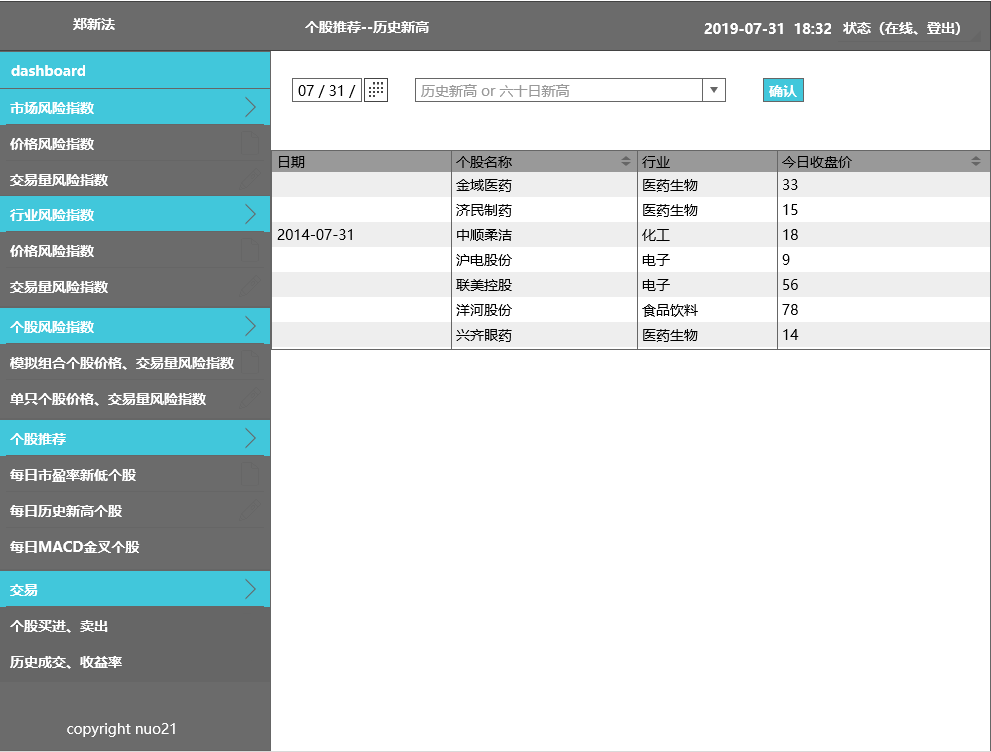 郑新法
个股推荐--历史新高
2019-07-31 18:32 状态（在线、登出）
dashboard
市场风险指数
价格风险指数
交易量风险指数
行业风险指数
价格风险指数
交易量风险指数
个股风险指数
模拟组合个股价格、交易量风险指数
单只个股价格、交易量风险指数
个股推荐
每日市盈率新低个股
每日历史新高个股
每日MACD金叉个股
交易
个股买进、卖出
历史成交、收益率
copyright nuo21
07 / 31 /
历史新高 or 六十日新高
确认
日期 个股名称 行业 今日收盘价
金域医药 医药生物 33
济民制药 医药生物 15
2014-07-31 中顺柔洁 化工 18
沪电股份 电子 9
联美控股 电子 56
洋河股份 食品饮料 78
兴齐眼药 医药生物 14